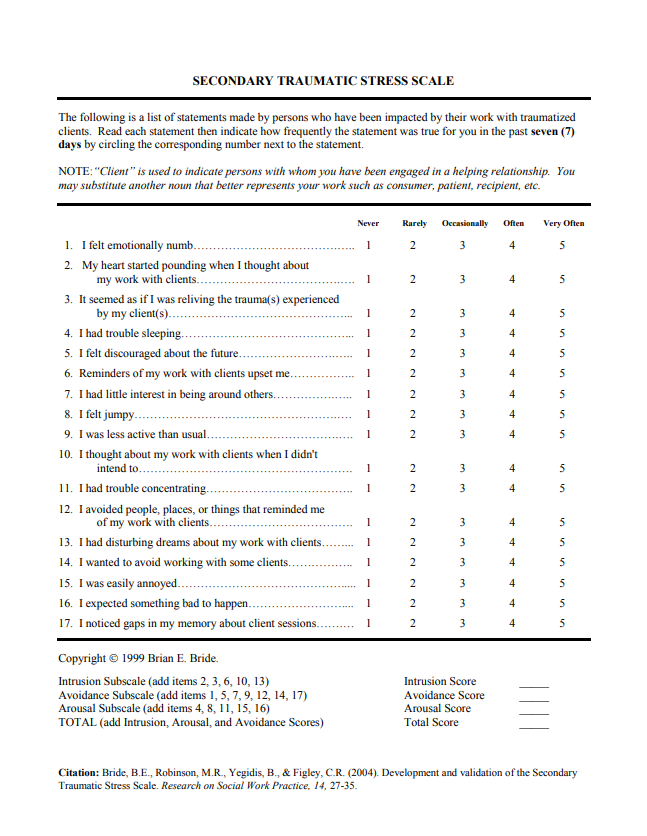 SECONDARY TRAUMATIC STRESS SCALE
The following is a list of statements made by persons who have been impacted by their work with traumatized
clients. Read each statement then indicate how frequently the statement was true for you in the past seven (7)
days by circling the corresponding number next to the statement.
NOTE: “Client” is used to indicate persons with whom you have been engaged in a helping relationship. You
may substitute another noun that better represents your work such as consumer, patient, recipient, etc.
Never Rarely Occasionally Often Very Often
1. I felt emotionally numb…………………………………….. 1 2 3 4 5
2. My heart started pounding when I thought about
my work with clients…………………………….……. 1 2 3 4 5
3. It seemed as if I was reliving the trauma(s) experienced
by my client(s)………………………………………... 1 2 3 4 5
4. I had trouble sleeping……………………………………….. 1 2 3 4 5
5. I felt discouraged about the future………………………….. 1 2 3 4 5
6. Reminders of my work with clients upset me…………….. 1 2 3 4 5
7. I had little interest in being around others………………….. 1 2 3 4 5
8. I felt jumpy…………………………………………………. 1 2 3 4 5
9. I was less active than usual………………………………….. 1 2 3 4 5
10. I thought about my work with clients when I didn't
intend to………………………………………………. 1 2 3 4 5
11. I had trouble concentrating………………………………….. 1 2 3 4 5
12. I avoided people, places, or things that reminded me
of my work with clients………………………………. 1 2 3 4 5
13. I had disturbing dreams about my work with clients…….... 1 2 3 4 5
14. I wanted to avoid working with some clients…………….. 1 2 3 4 5
15. I was easily annoyed……………………………………..... 1 2 3 4 5
16. I expected something bad to happen……………………..... 1 2 3 4 5
17. I noticed gaps in my memory about client sessions……… 1 2 3 4 5
Copyright © 1999 Brian E. Bride.
Intrusion Subscale (add items 2, 3, 6, 10, 13) Intrusion Score _____
Avoidance Subscale (add items 1, 5, 7, 9, 12, 14, 17) Avoidance Score _____
Arousal Subscale (add items 4, 8, 11, 15, 16) Arousal Score _____
TOTAL (add Intrusion, Arousal, and Avoidance Scores) Total Score _____
Citation: Bride, B.E., Robinson, M.R., Yegidis, B., & Figley, C.R. (2004). Development and validation of the Secondary
Traumatic Stress Scale. Research on Social Work Practice, 14, 27-35.